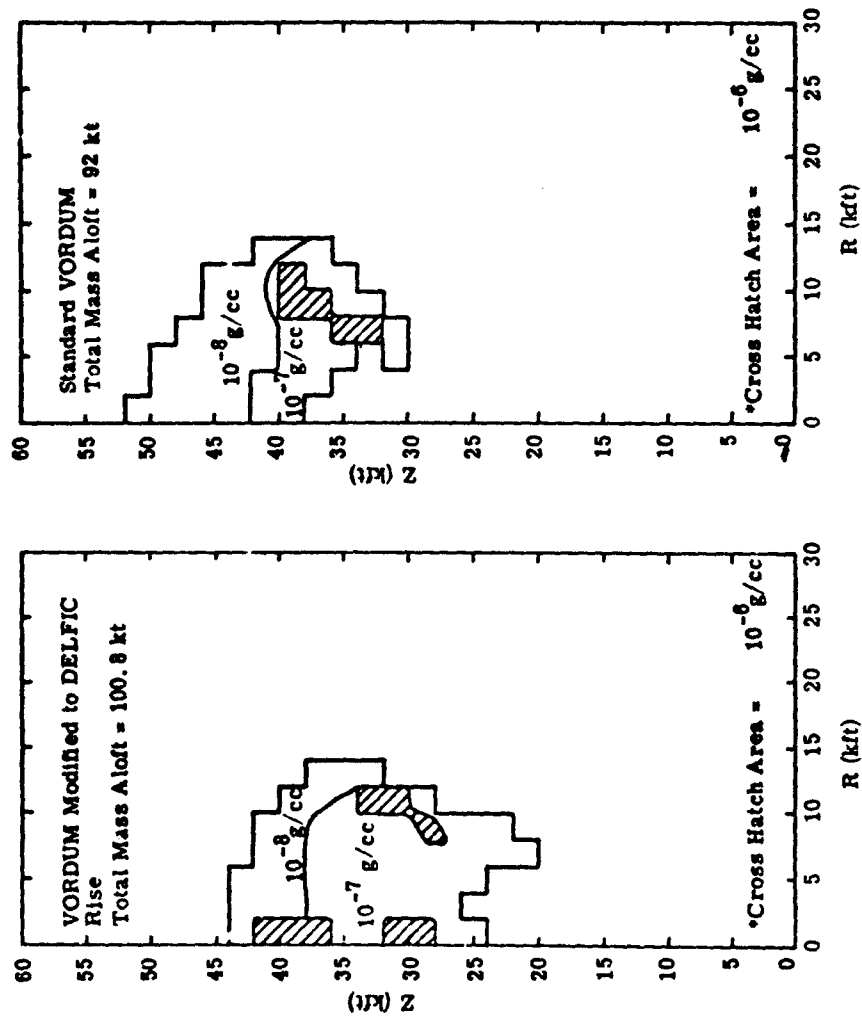 VORDUM Modified to DELFIC
Rise
Total Mass Aloft = 100.8 kt
60
55
50
45
40
35
30
25
20
15
10
5
0
Z (kft)
10⁻⁸ g/cc
10⁻⁷ g/cc
*Cross Hatch Area = 10⁻⁶ g/cc
0 5 10 15 20 25 30
R (kft)
Standard VORDUM
Total Mass Aloft = 92 kt
60
55
50
45
40
35
30
25
20
15
10
5
0
Z (kft)
10⁻⁸ g/cc
10⁻⁷ g/cc
*Cross Hatch Area = 10⁻⁶ g/cc
0 5 10 15 20 25 30
R (kft)